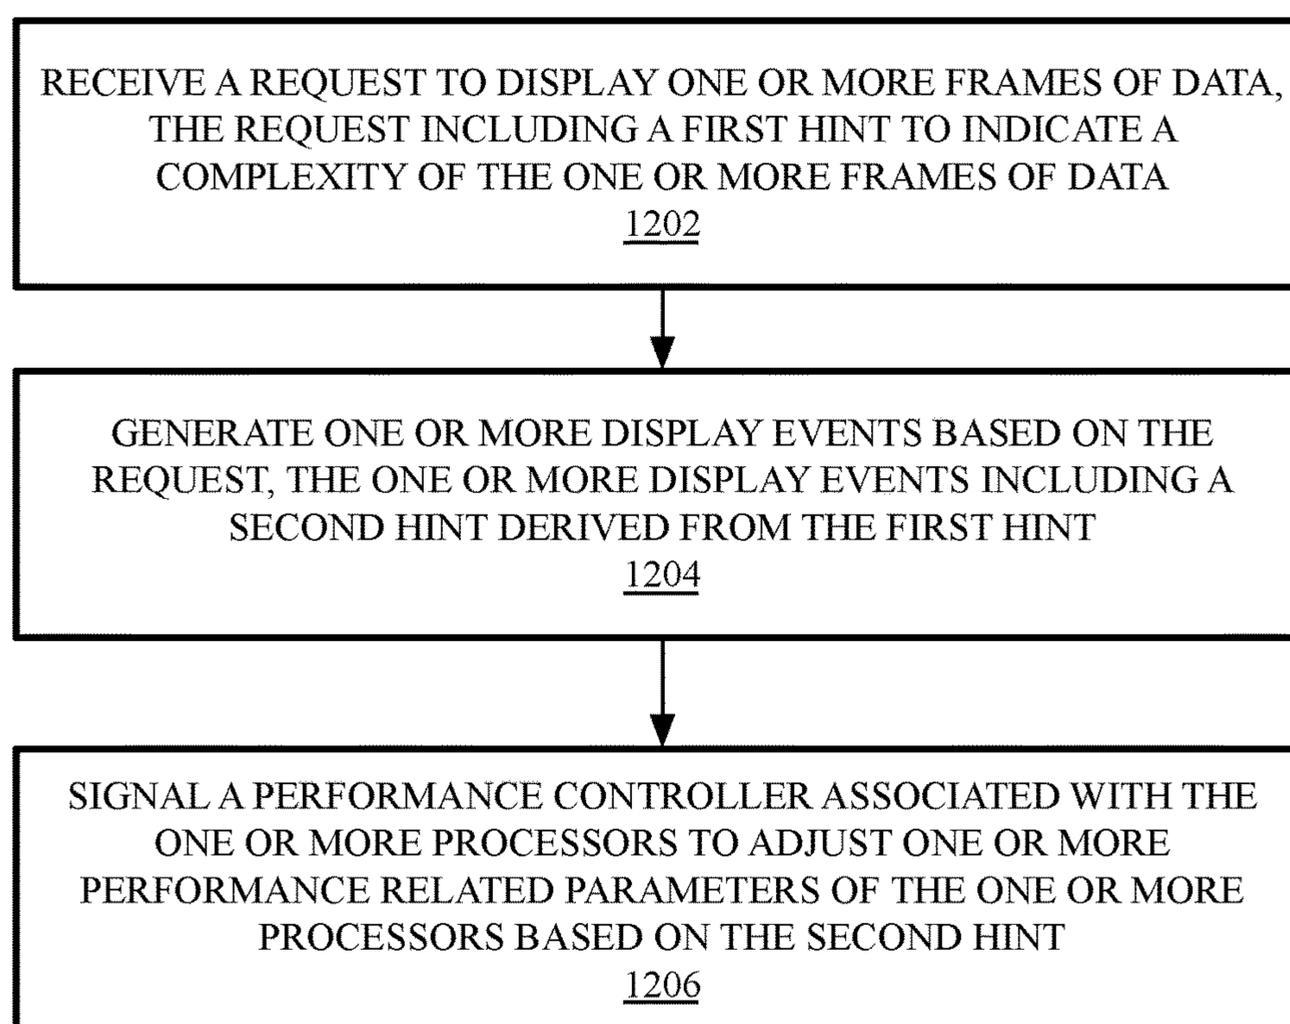 RECEIVE A REQUEST TO DISPLAY ONE OR MORE FRAMES OF DATA,
THE REQUEST INCLUDING A FIRST HINT TO INDICATE A
COMPLEXITY OF THE ONE OR MORE FRAMES OF DATA
1202
GENERATE ONE OR MORE DISPLAY EVENTS BASED ON THE
REQUEST, THE ONE OR MORE DISPLAY EVENTS INCLUDING A
SECOND HINT DERIVED FROM THE FIRST HINT
1204
SIGNAL A PERFORMANCE CONTROLLER ASSOCIATED WITH THE
ONE OR MORE PROCESSORS TO ADJUST ONE OR MORE
PERFORMANCE RELATED PARAMETERS OF THE ONE OR MORE
PROCESSORS BASED ON THE SECOND HINT
1206